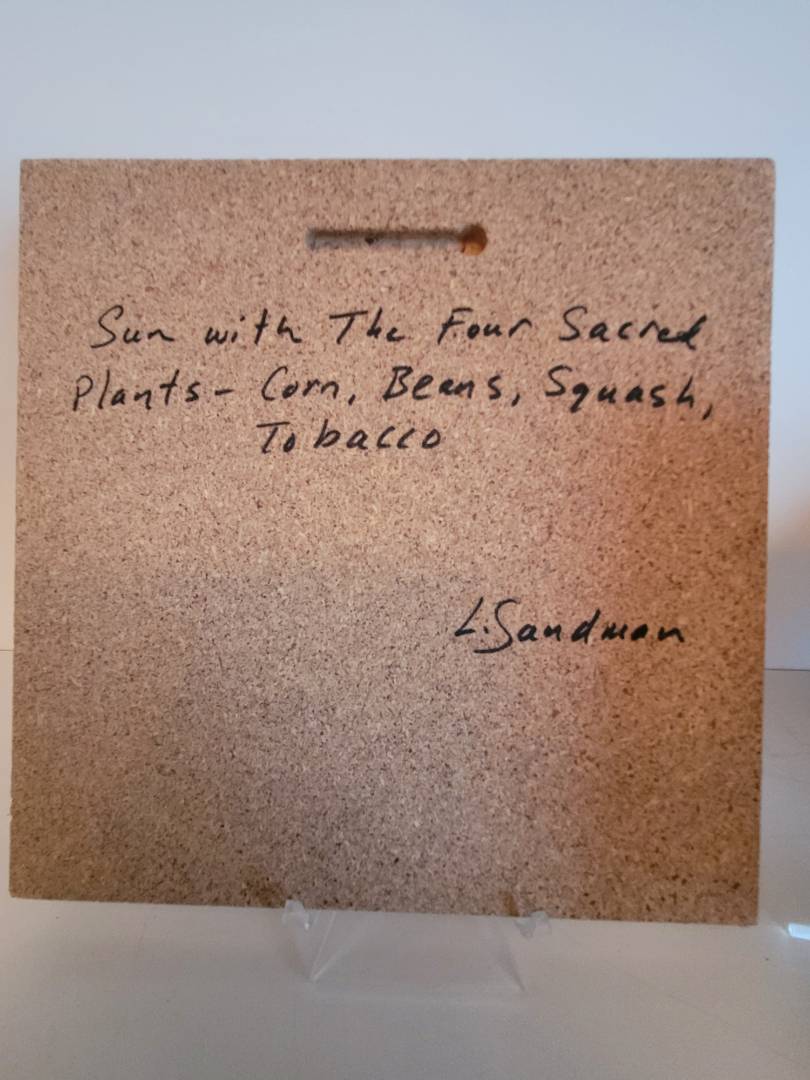 Sun with The Four Sacred
Plants - Corn, Beans, Squash,
Tobacco
L. Sandman